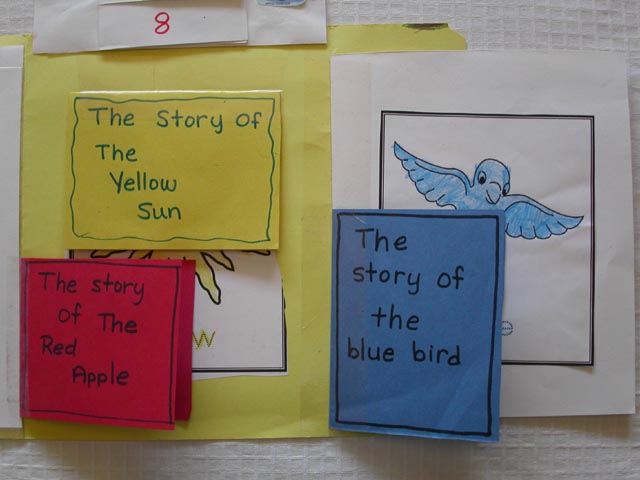 8
The Story Of
The
Yellow
Sun
The story
Of The
Red
Apple
W
The
story of
the
blue bird